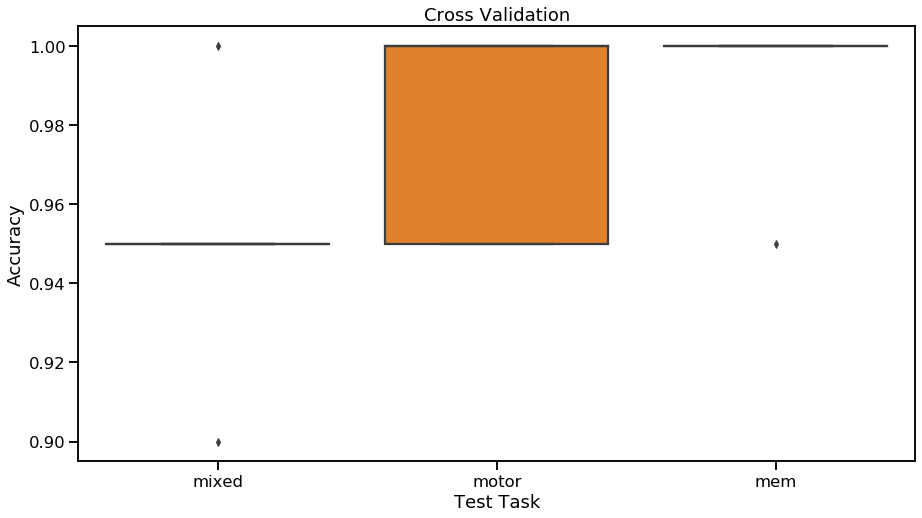 Cross Validation
1.00
0.98
0.96
0.94
0.92
0.90
Accuracy
mixed
motor
mem
Test Task